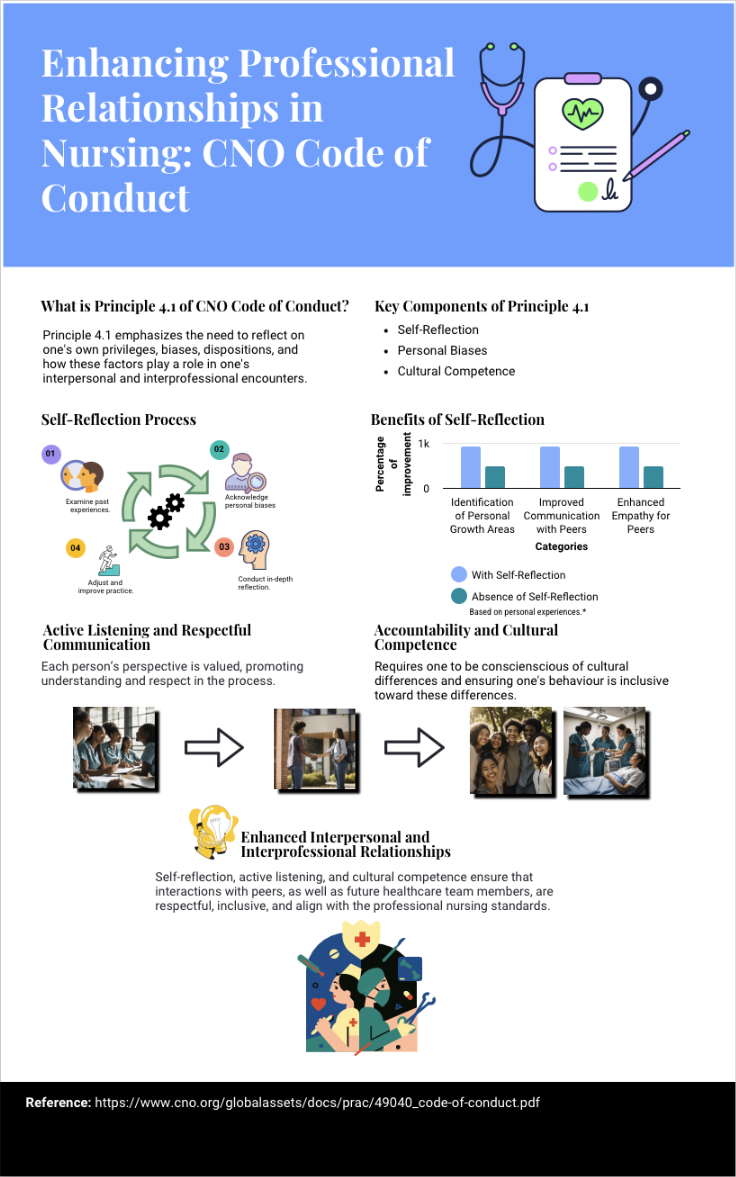 Enhancing Professional
Relationships in
Nursing: CNO Code of
Conduct
What is Principle 4.1 of CNO Code of Conduct?
Principle 4.1 emphasizes the need to reflect on
one's own privileges, biases, dispositions, and
how these factors play a role in one's
interpersonal and interprofessional encounters.
Key Components of Principle 4.1
• Self-Reflection
• Personal Biases
• Cultural Competence
Self-Reflection Process
01
Examine past
experiences.
02
Acknowledge
personal biases
03
Conduct in-depth
reflection.
04
Adjust and
improve practice.
Benefits of Self-Reflection
Percentage
of
improvement
1k
0
Identification
of Personal
Growth Areas
Improved
Communication
with Peers
Enhanced
Empathy for
Peers
Categories
With Self-Reflection
Absence of Self-Reflection
Based on personal experiences.*
Active Listening and Respectful
Communication
Each person's perspective is valued, promoting
understanding and respect in the process.
Accountability and Cultural
Competence
Requires one to be conscienscious of cultural
differences and ensuring one's behaviour is inclusive
toward these differences.
Enhanced Interpersonal and
Interprofessional Relationships
Self-reflection, active listening, and cultural competence ensure that
interactions with peers, as well as future healthcare team members, are
respectful, inclusive, and align with the professional nursing standards.
Reference: https://www.cno.org/globalassets/docs/prac/49040_code-of-conduct.pdf